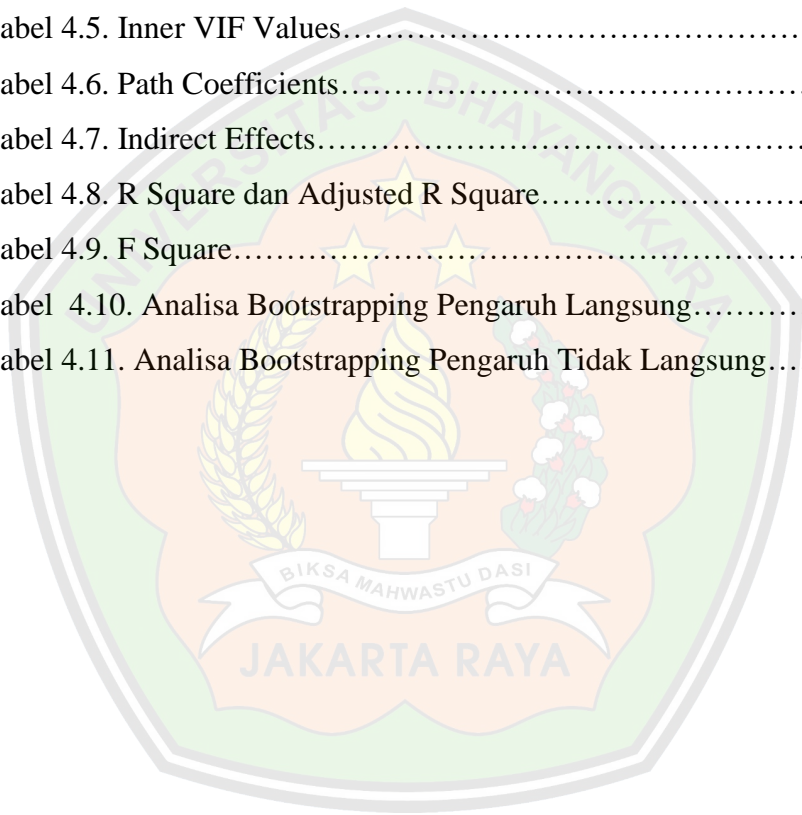 abel 4.5. Inner VIF Values……………………………………
abel 4.6. Path Coefficients……………………………………
abel 4.7. Indirect Effects………………………………………
abel 4.8. R Square dan Adjusted R Square……………………
abel 4.9. F Square………………………………………………
abel  4.10. Analisa Bootstrapping Pengaruh Langsung………
abel 4.11. Analisa Bootstrapping Pengaruh Tidak Langsung…
UNIVERSITAS BHAYANGKARA
BIKSA MAHWASTU DASI
JAKARTA RAYA